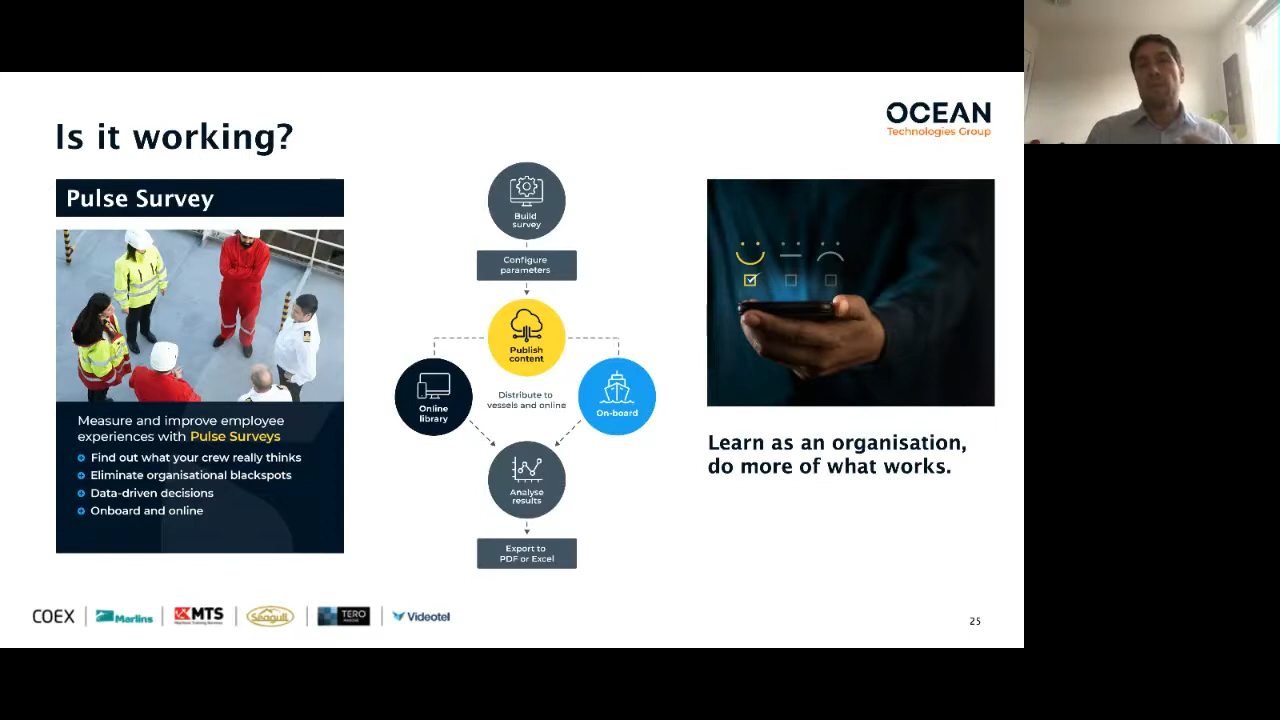 Is it working?
OCEAN
Technologies Group
Pulse Survey
Measure and improve employee
experiences with Pulse Surveys
Find out what your crew really thinks
Eliminate organisational blackspots
Data-driven decisions
Onboard and online
Build
survey
Configure
parameters
Publish
content
Online
library
Distribute to
vessels and online
On-board
Analyse
results
Export to
PDF or Excel
Learn as an organisation,
do more of what works.
COEX
Marlins
MTS
Seagull
TERO
Videotel
25